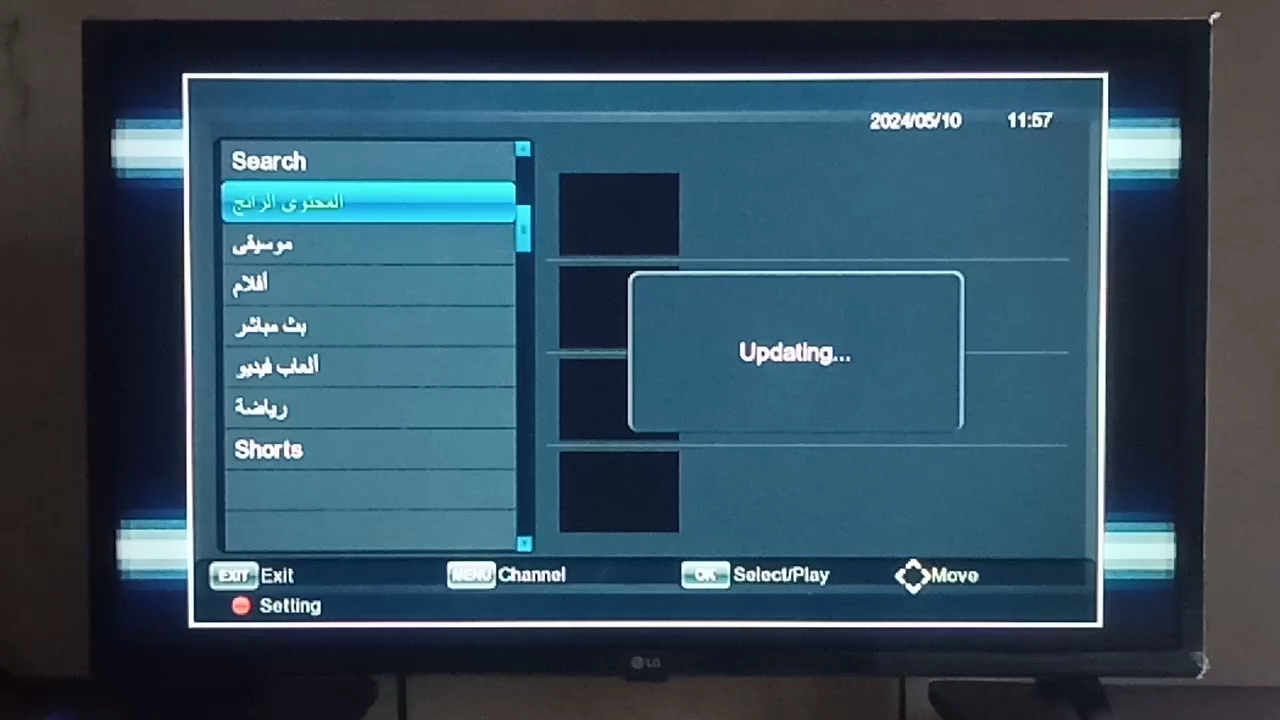 2024/05/10 11:57
Search
المحتوى الرائج
موسيقى
أفلام
بث مباشر
ألعاب فيديو
رياضة
Shorts
Updating...
EXIT Exit MENU Channel OK Select/Play Move
Setting
LG